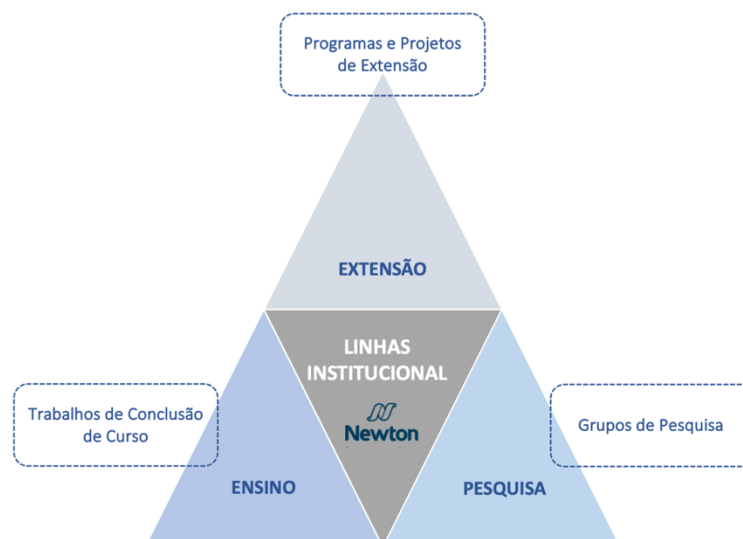 Programas e Projetos
de Extensão
EXTENSÃO
LINHAS
INSTITUCIONAL
Newton
Trabalhos de Conclusão
de Curso
Grupos de Pesquisa
ENSINO
PESQUISA